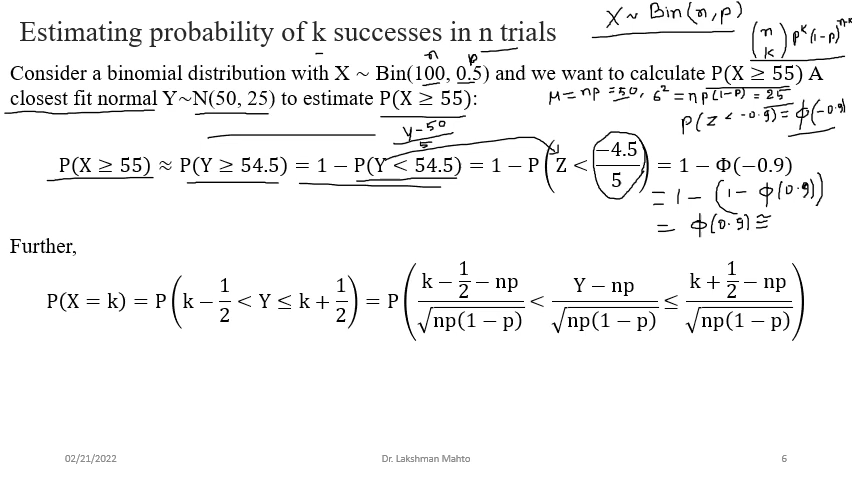 Estimating probability of k successes in n trials
X ~ Bin(n,p)
(n k) p^k (1-p)^n-k
n p
Consider a binomial distribution with X ~ Bin(100, 0.5) and we want to calculate P(X ≥ 55) A
closest fit normal Y~N(50, 25) to estimate P(X ≥ 55):
μ = np = 50, σ² = np(1-p) = 25
P(Z < -0.9) = Φ(-0.9)
Y-50/5
P(X ≥ 55) ≈ P(Y ≥ 54.5) = 1 − P(Y < 54.5) = 1 − P(Z < −4.5/5) = 1 − Φ(−0.9)
= 1 - (1 - Φ(0.9))
= Φ(0.9) ≅
Further,
P(X = k) = P(k − 1/2 < Y ≤ k + 1/2) = P((k − 1/2 − np)/√np(1 − p) < (Y − np)/√np(1 − p) ≤ (k + 1/2 − np)/√np(1 − p))
02/21/2022
Dr. Lakshman Mahto
6